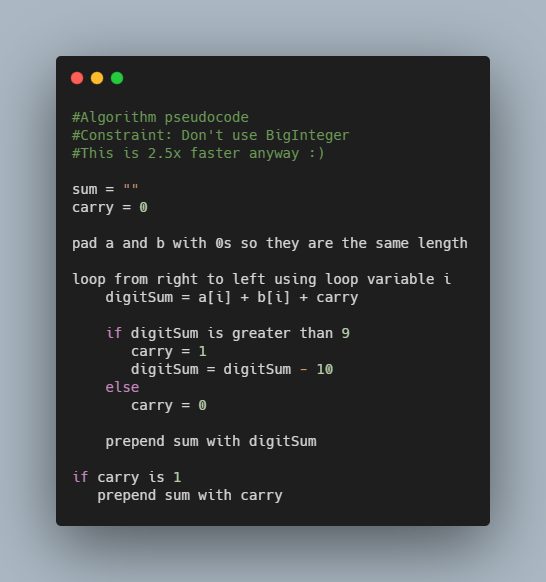 #Algorithm pseudocode
#Constraint: Don't use BigInteger
#This is 2.5x faster anyway :)
sum = ""
carry = 0
pad a and b with 0s so they are the same length
loop from right to left using loop variable i
    digitSum = a[i] + b[i] + carry
    if digitSum is greater than 9
       carry = 1
       digitSum = digitSum - 10
    else
       carry = 0
    prepend sum with digitSum
if carry is 1
   prepend sum with carry